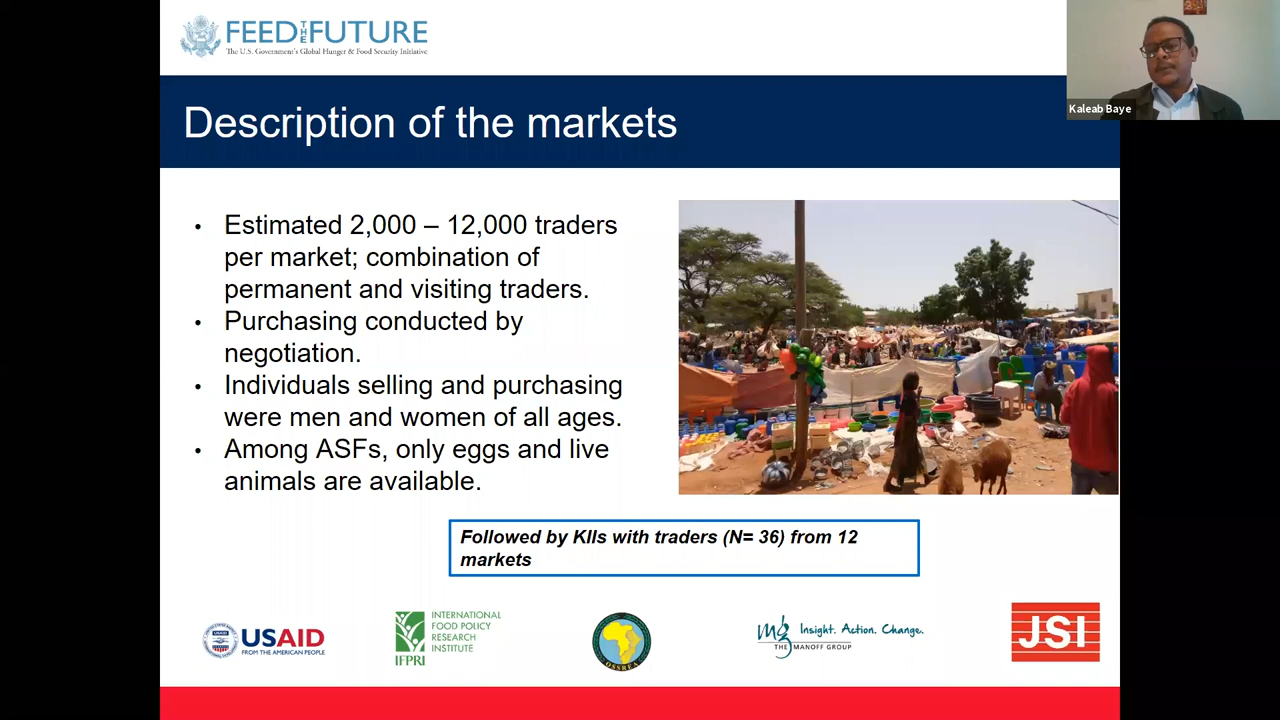 FEED THE FUTURE
The U.S. Government's Global Hunger & Food Security Initiative
Kaleab Baye
Description of the markets
• Estimated 2,000 – 12,000 traders
per market; combination of
permanent and visiting traders.
• Purchasing conducted by
negotiation.
• Individuals selling and purchasing
were men and women of all ages.
• Among ASFs, only eggs and live
animals are available.
Followed by KIIs with traders (N= 36) from 12
markets
USAID
FROM THE AMERICAN PEOPLE
IFPRI
INTERNATIONAL
FOOD POLICY
RESEARCH
INSTITUTE
OSSREA
mg Insight. Action. Change.
THE MANOFF GROUP
JSI